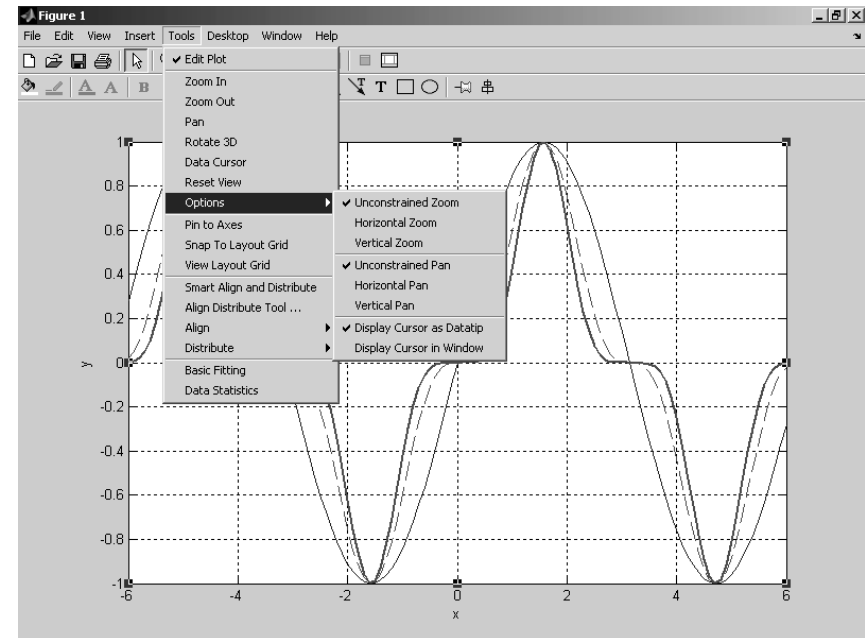 Figure 1
File Edit View Insert Tools Desktop Window Help
Edit Plot
Zoom In
Zoom Out
Pan
Rotate 3D
Data Cursor
Reset View
Options
Pin to Axes
Snap To Layout Grid
View Layout Grid
Smart Align and Distribute
Align Distribute Tool ...
Align
Distribute
Basic Fitting
Data Statistics
Unconstrained Zoom
Horizontal Zoom
Vertical Zoom
Unconstrained Pan
Horizontal Pan
Vertical Pan
Display Cursor as Datatip
Display Cursor in Window
A A B T T
1
0.8
0.6
0.4
0.2
0
-0.2
-0.4
-0.6
-0.8
-1
y
-6 -4 -2 0 2 4 6
x